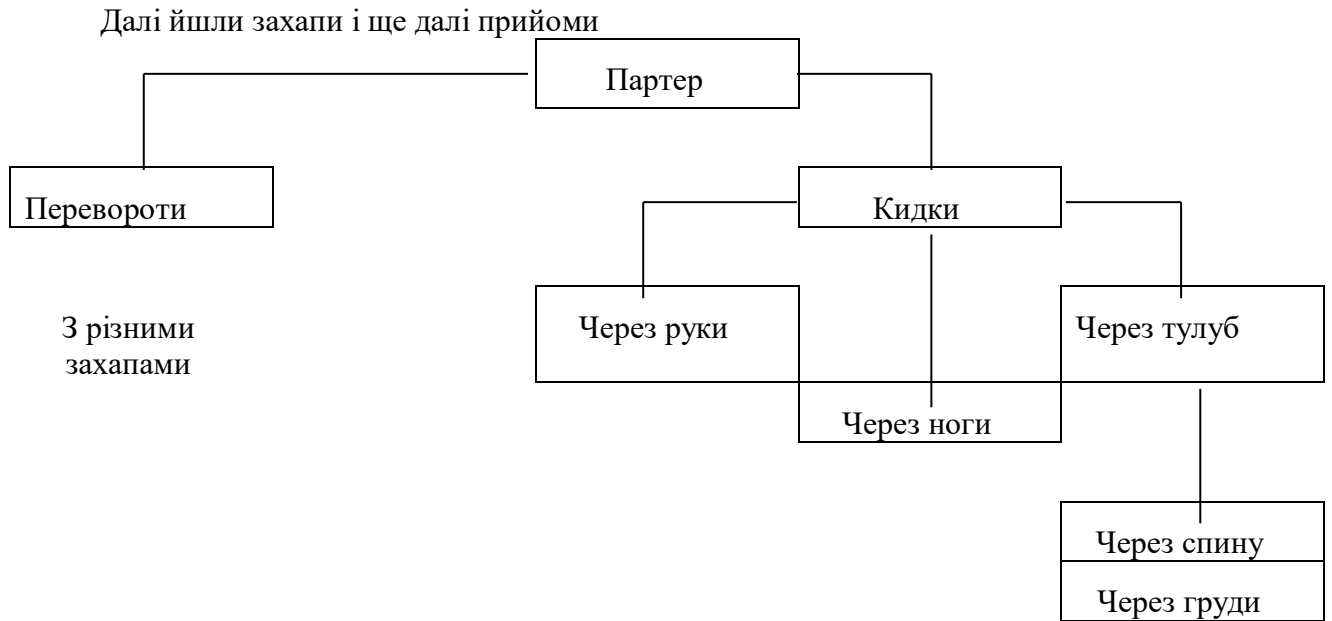 Далі йшли захапи і ще далі прийоми
Партер
Перевороти
Кидки
З різними
захапами
Через руки
Через тулуб
Через ноги
Через спину
Через груди